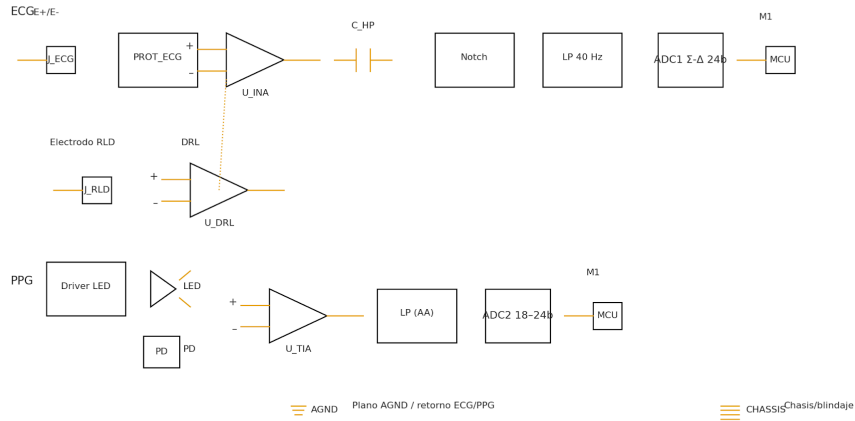 M1
ECG E+/E-
C_HP
+
J_ECG
PROT_ECG
Notch
LP 40 Hz
ADC1 Σ-Δ 24b
MCU
–
U_INA
Electrodo RLD
DRL
+
J_RLD
–
U_DRL
M1
PPG
Driver LED
LED
+
LP (AA)
ADC2 18–24b
MCU
–
PD
PD
U_TIA
AGND
Plano AGND / retorno ECG/PPG
CHASSIS
Chasis/blindaje